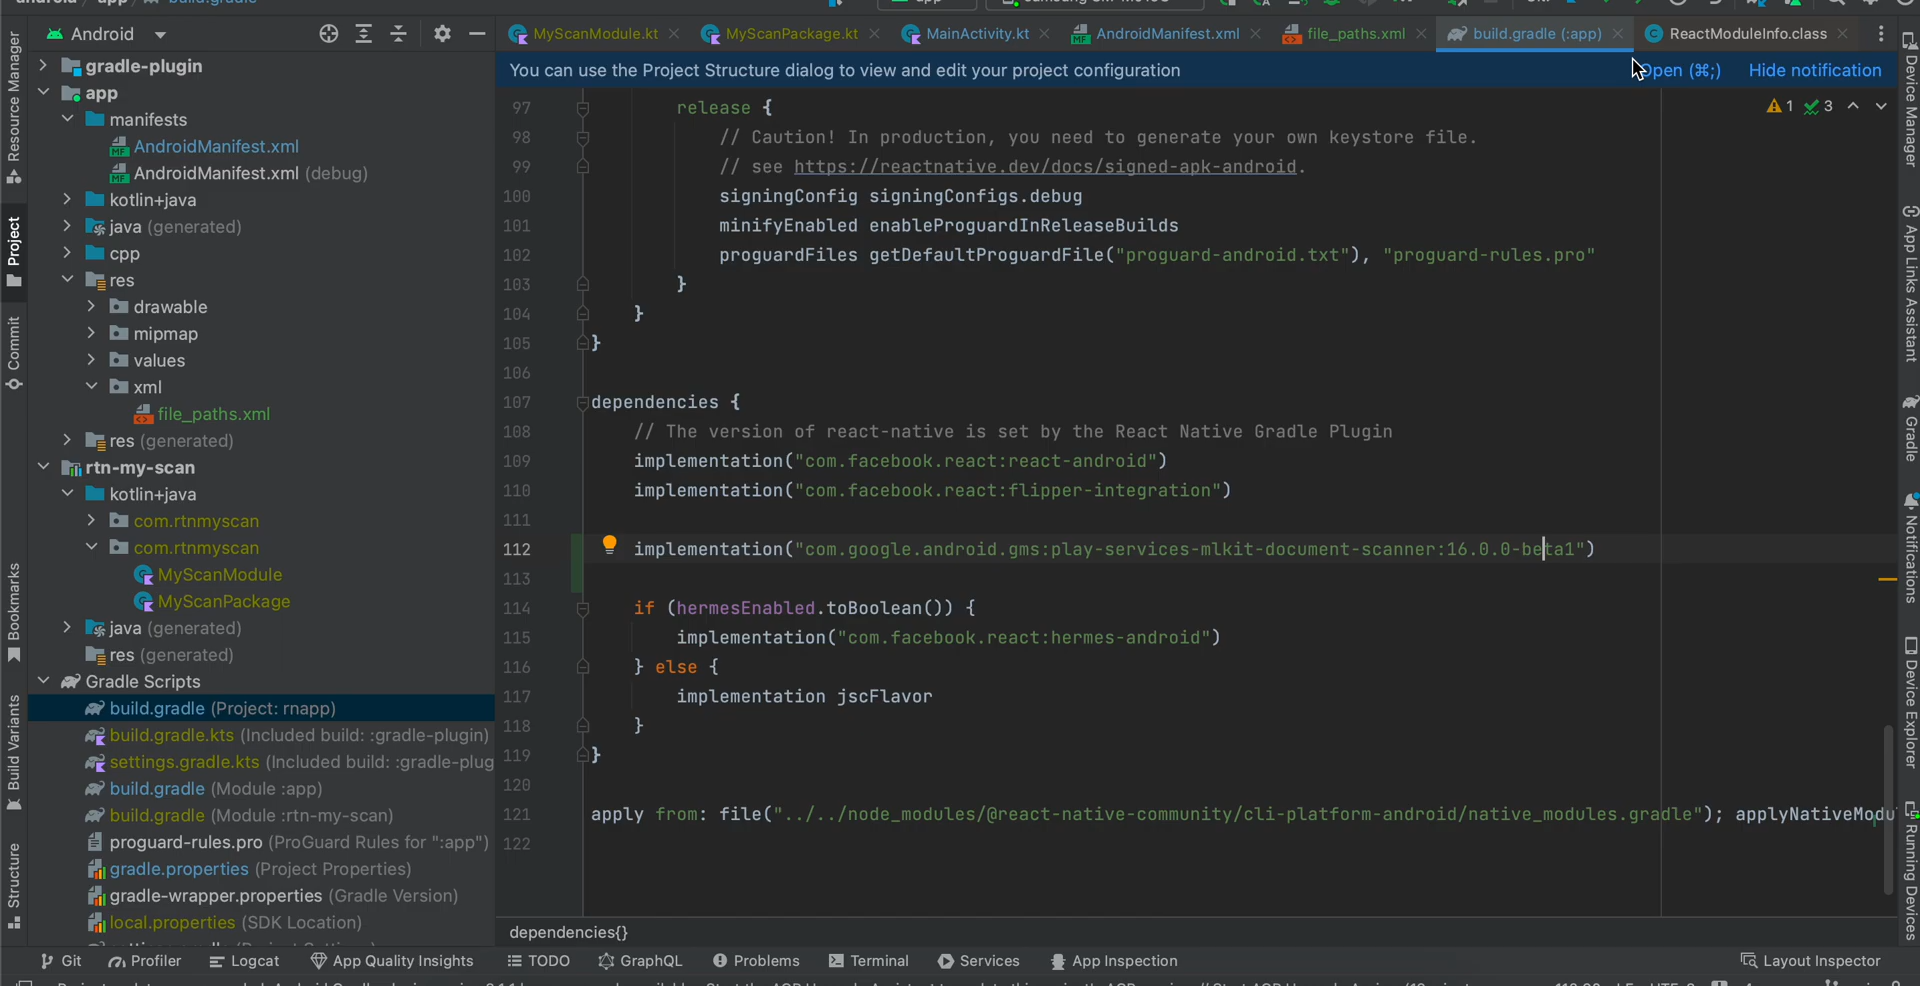 android / app / build.gradle
Android
MyScanModule.kt
MyScanPackage.kt
MainActivity.kt
AndroidManifest.xml
file_paths.xml
build.gradle (:app)
ReactModuleInfo.class
You can use the Project Structure dialog to view and edit your project configuration
Open (⌘;)
Hide notification
Resource Manager
Project
Commit
Bookmarks
Build Variants
Structure
gradle-plugin
app
manifests
AndroidManifest.xml
AndroidManifest.xml (debug)
kotlin+java
java (generated)
cpp
res
drawable
mipmap
values
xml
file_paths.xml
res (generated)
rtn-my-scan
kotlin+java
com.rtnmyscan
com.rtnmyscan
MyScanModule
MyScanPackage
java (generated)
res (generated)
Gradle Scripts
build.gradle (Project: rnapp)
build.gradle.kts (Included build: :gradle-plugin)
settings.gradle.kts (Included build: :gradle-plug
build.gradle (Module :app)
build.gradle (Module :rtn-my-scan)
proguard-rules.pro (ProGuard Rules for ":app")
gradle.properties (Project Properties)
gradle-wrapper.properties (Gradle Version)
local.properties (SDK Location)
1 3
97 release {
98 // Caution! In production, you need to generate your own keystore file.
99 // see https://reactnative.dev/docs/signed-apk-android.
100 signingConfig signingConfigs.debug
101 minifyEnabled enableProguardInReleaseBuilds
102 proguardFiles getDefaultProguardFile("proguard-android.txt"), "proguard-rules.pro"
103 }
104 }
105 }
106
107 dependencies {
108 // The version of react-native is set by the React Native Gradle Plugin
109 implementation("com.facebook.react:react-android")
110 implementation("com.facebook.react:flipper-integration")
111
112 implementation("com.google.android.gms:play-services-mlkit-document-scanner:16.0.0-beta1")
113
114 if (hermesEnabled.toBoolean()) {
115 implementation("com.facebook.react:hermes-android")
116 } else {
117 implementation jscFlavor
118 }
119 }
120
121 apply from: file("../../node_modules/@react-native-community/cli-platform-android/native_modules.gradle"); applyNativeModu
122
dependencies{}
Device Manager
App Links Assistant
Gradle
Notifications
Device Explorer
Running Devices
Git
Profiler
Logcat
App Quality Insights
TODO
GraphQL
Problems
Terminal
Services
App Inspection
Layout Inspector